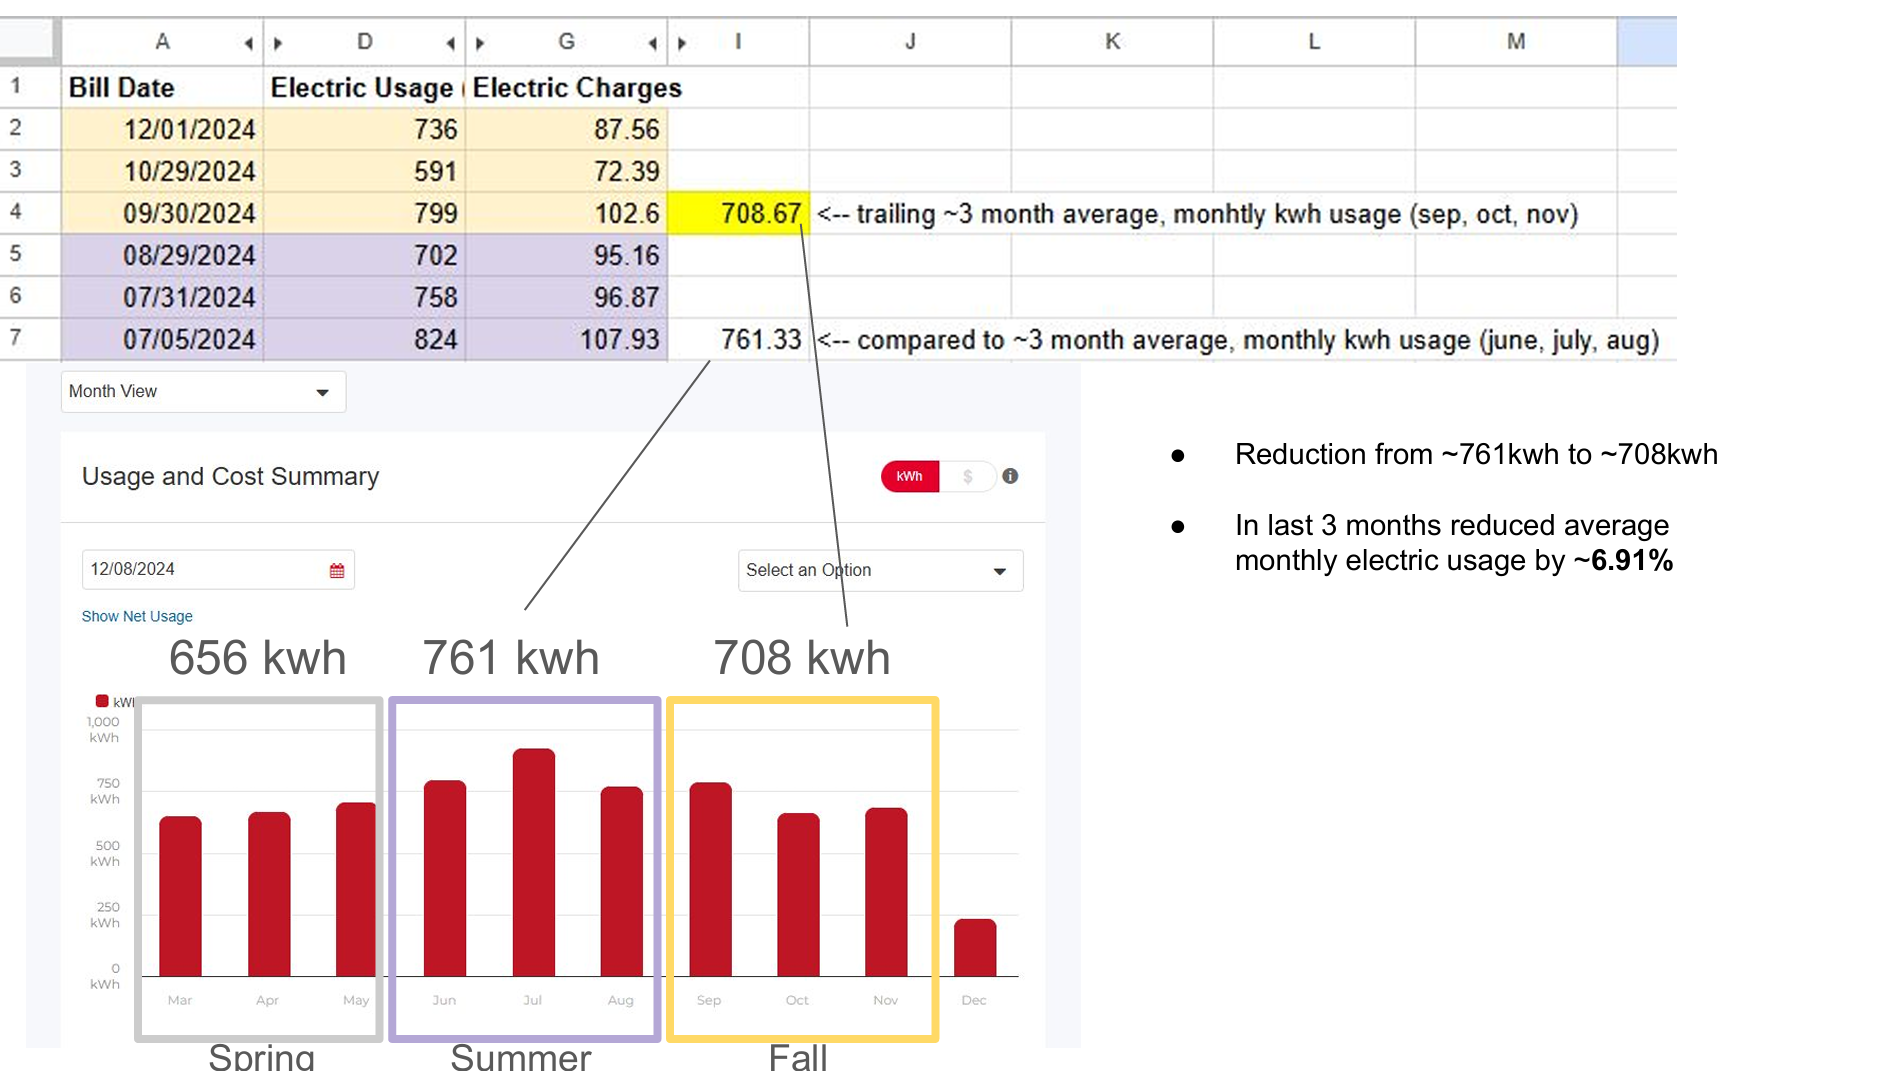 A D G I J K L M
1 Bill Date Electric Usage ( Electric Charges
2 12/01/2024 736 87.56
3 10/29/2024 591 72.39
4 09/30/2024 799 102.6 708.67 <-- trailing ~3 month average, monhtly kwh usage (sep, oct, nov)
5 08/29/2024 702 95.16
6 07/31/2024 758 96.87
7 07/05/2024 824 107.93 761.33 <-- compared to ~3 month average, monthly kwh usage (june, july, aug)
Month View
Usage and Cost Summary
kWh $ i
12/08/2024
Select an Option
Show Net Usage
656 kwh 761 kwh 708 kwh
kWh
1,000
kWh
750
kWh
500
kWh
250
kWh
0
kWh
Mar Apr May Jun Jul Aug Sep Oct Nov Dec
Spring Summer Fall
● Reduction from ~761kwh to ~708kwh
● In last 3 months reduced average
monthly electric usage by ~6.91%